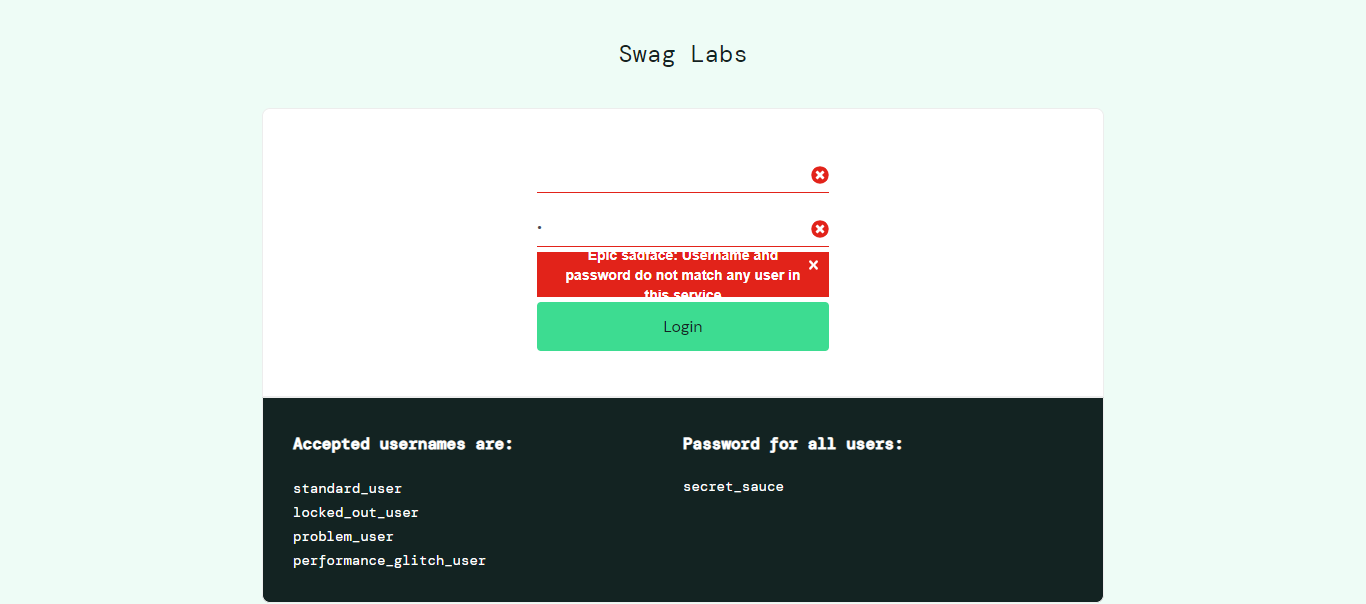 Swag Labs
•
Epic sadface: Username and
password do not match any user in
this service
Login
Accepted usernames are:
Password for all users:
standard_user
secret_sauce
locked_out_user
problem_user
performance_glitch_user